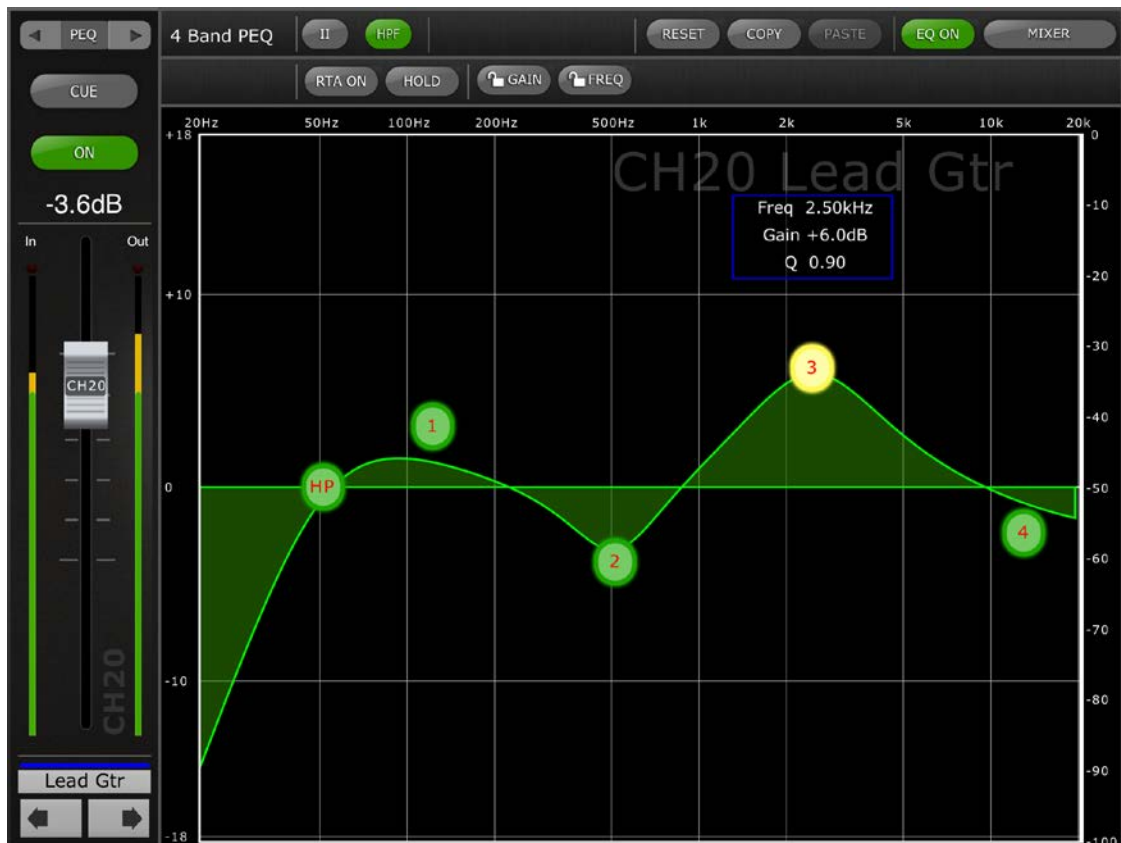 PEQ
4 Band PEQ
II
HPF
RESET
COPY
PASTE
EQ ON
MIXER
CUE
RTA ON
HOLD
GAIN
FREQ
ON
-3.6dB
In
Out
20Hz 50Hz 100Hz 200Hz 500Hz 1k 2k 5k 10k 20k
+18
+10
0
-10
-18
CH20 Lead Gtr
Freq 2.50kHz
Gain +6.0dB
Q 0.90
HP
1
2
3
4
0
-10
-20
-30
-40
-50
-60
-70
-80
-90
-100
CH20
CH20
Lead Gtr